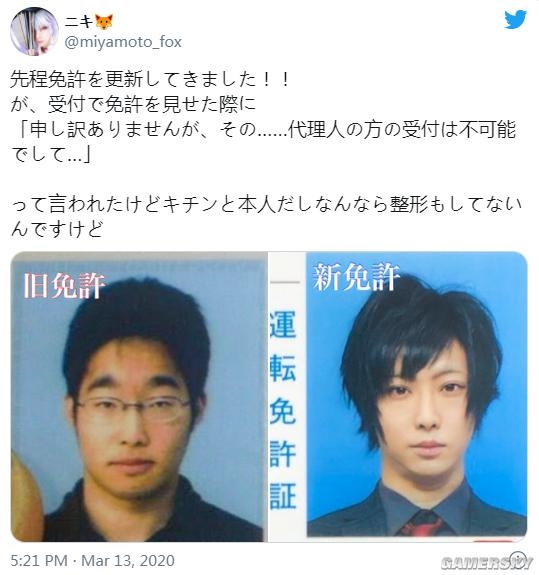 ニキ🦊
@miyamoto_fox
先程免許を更新してきました！！
が、受付で免許を見せた際に
「申し訳ありませんが、その......代理人の方の受付は不可能
でして...」
って言われたけどキチンと本人だしなんなら整形もしてない
んですけど
旧免許
新免許
運転免許証
5:21 PM · Mar 13, 2020
GAMERSKY